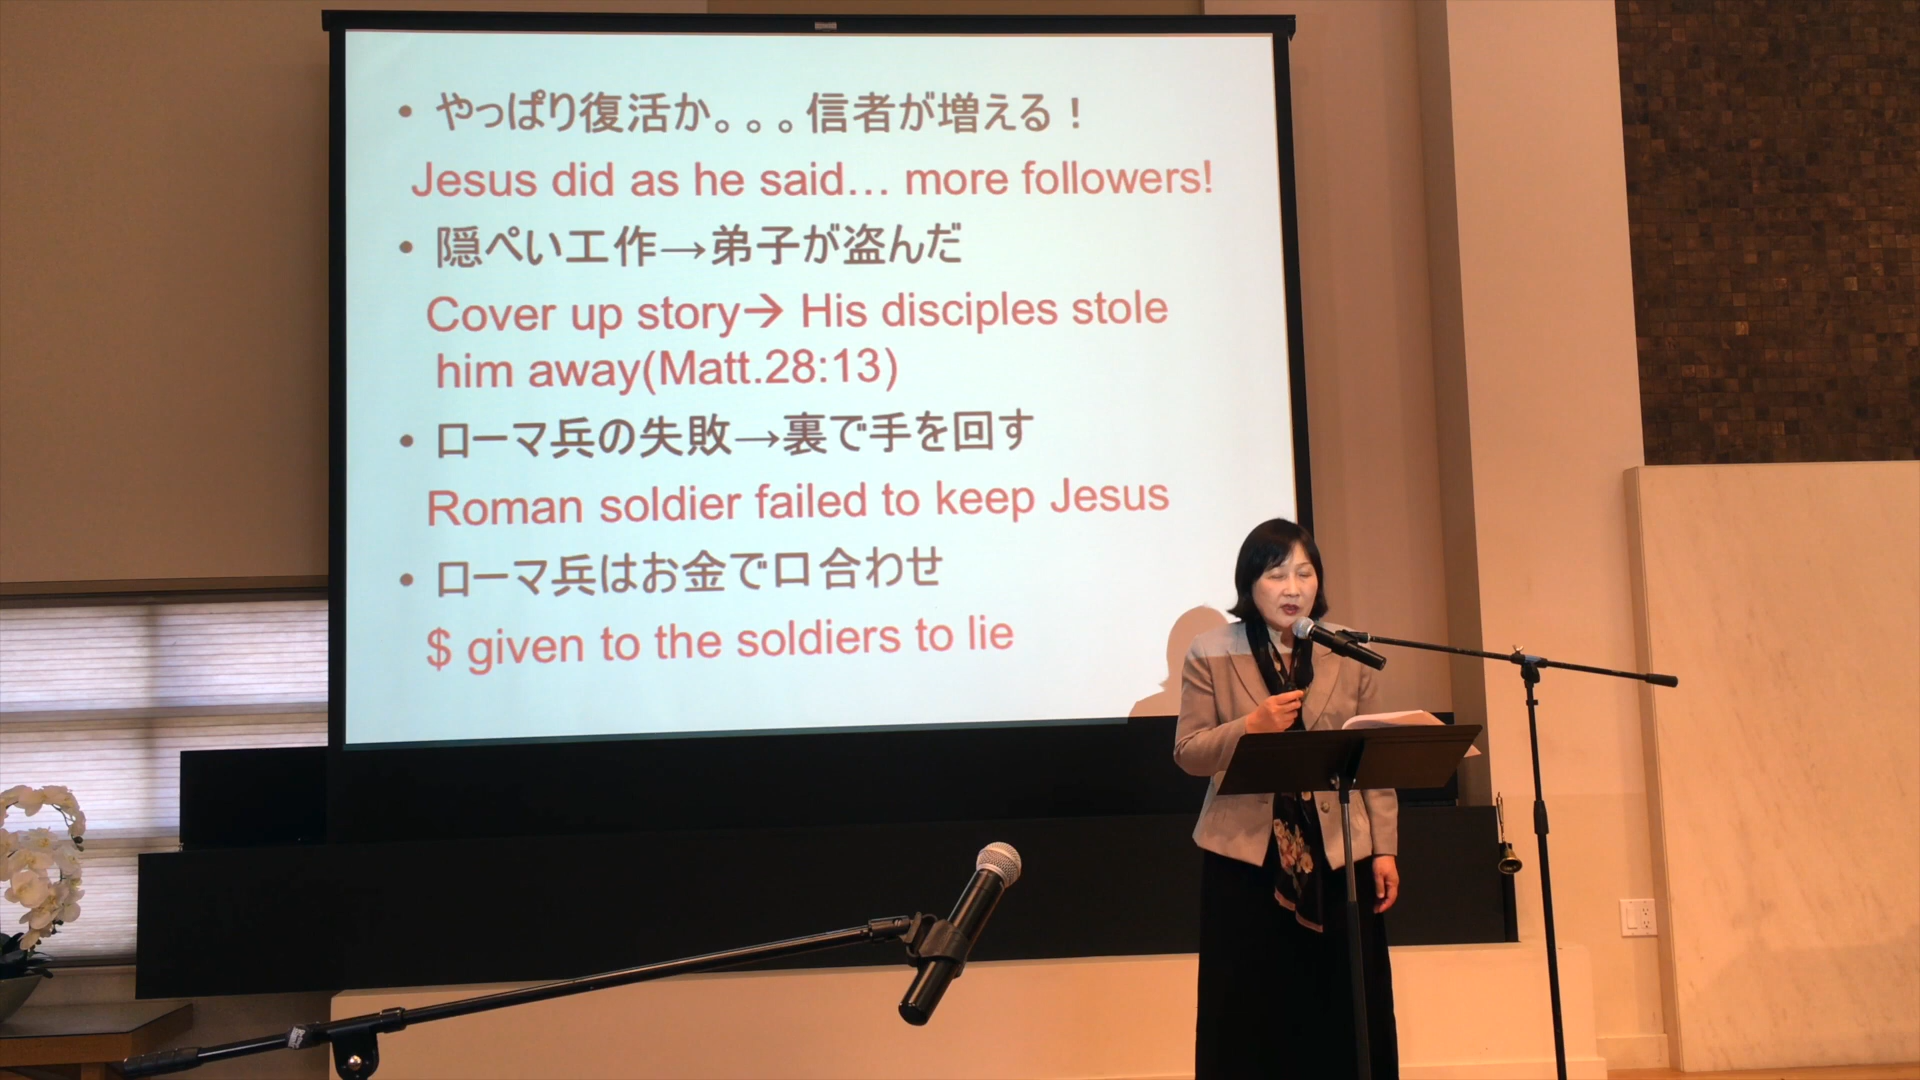 • やっぱり復活か。。。信者が増える！
Jesus did as he said… more followers!
• 隠ぺい工作→弟子が盗んだ
Cover up story→ His disciples stole
him away(Matt.28:13)
• ローマ兵の失敗→裏で手を回す
Roman soldier failed to keep Jesus
• ローマ兵はお金で口合わせ
$ given to the soldiers to lie